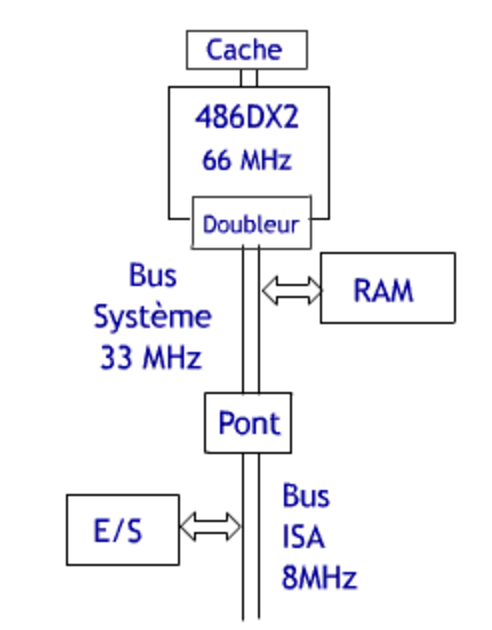 Cache
486DX2
66 MHz
Doubleur
Bus
Système
33 MHz
RAM
Pont
E/S
Bus
ISA
8MHz